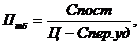 Птб = Спост / (Ц − Спер.уд),